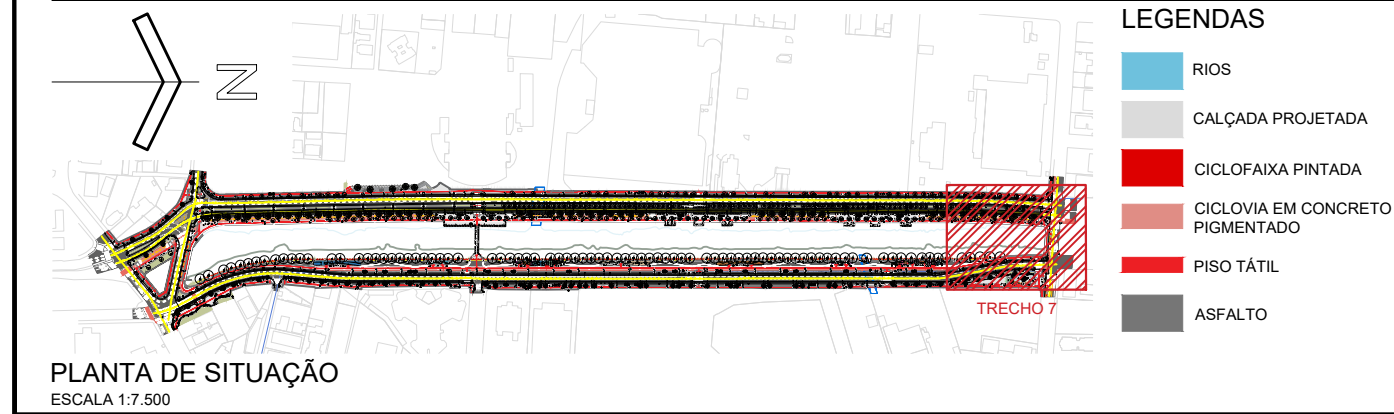 LEGENDAS
RIOS
CALÇADA PROJETADA
CICLOFAIXA PINTADA
CICLOVIA EM CONCRETO
PIGMENTADO
PISO TÁTIL
ASFALTO
N
TRECHO 7
PLANTA DE SITUAÇÃO
ESCALA 1:7.500